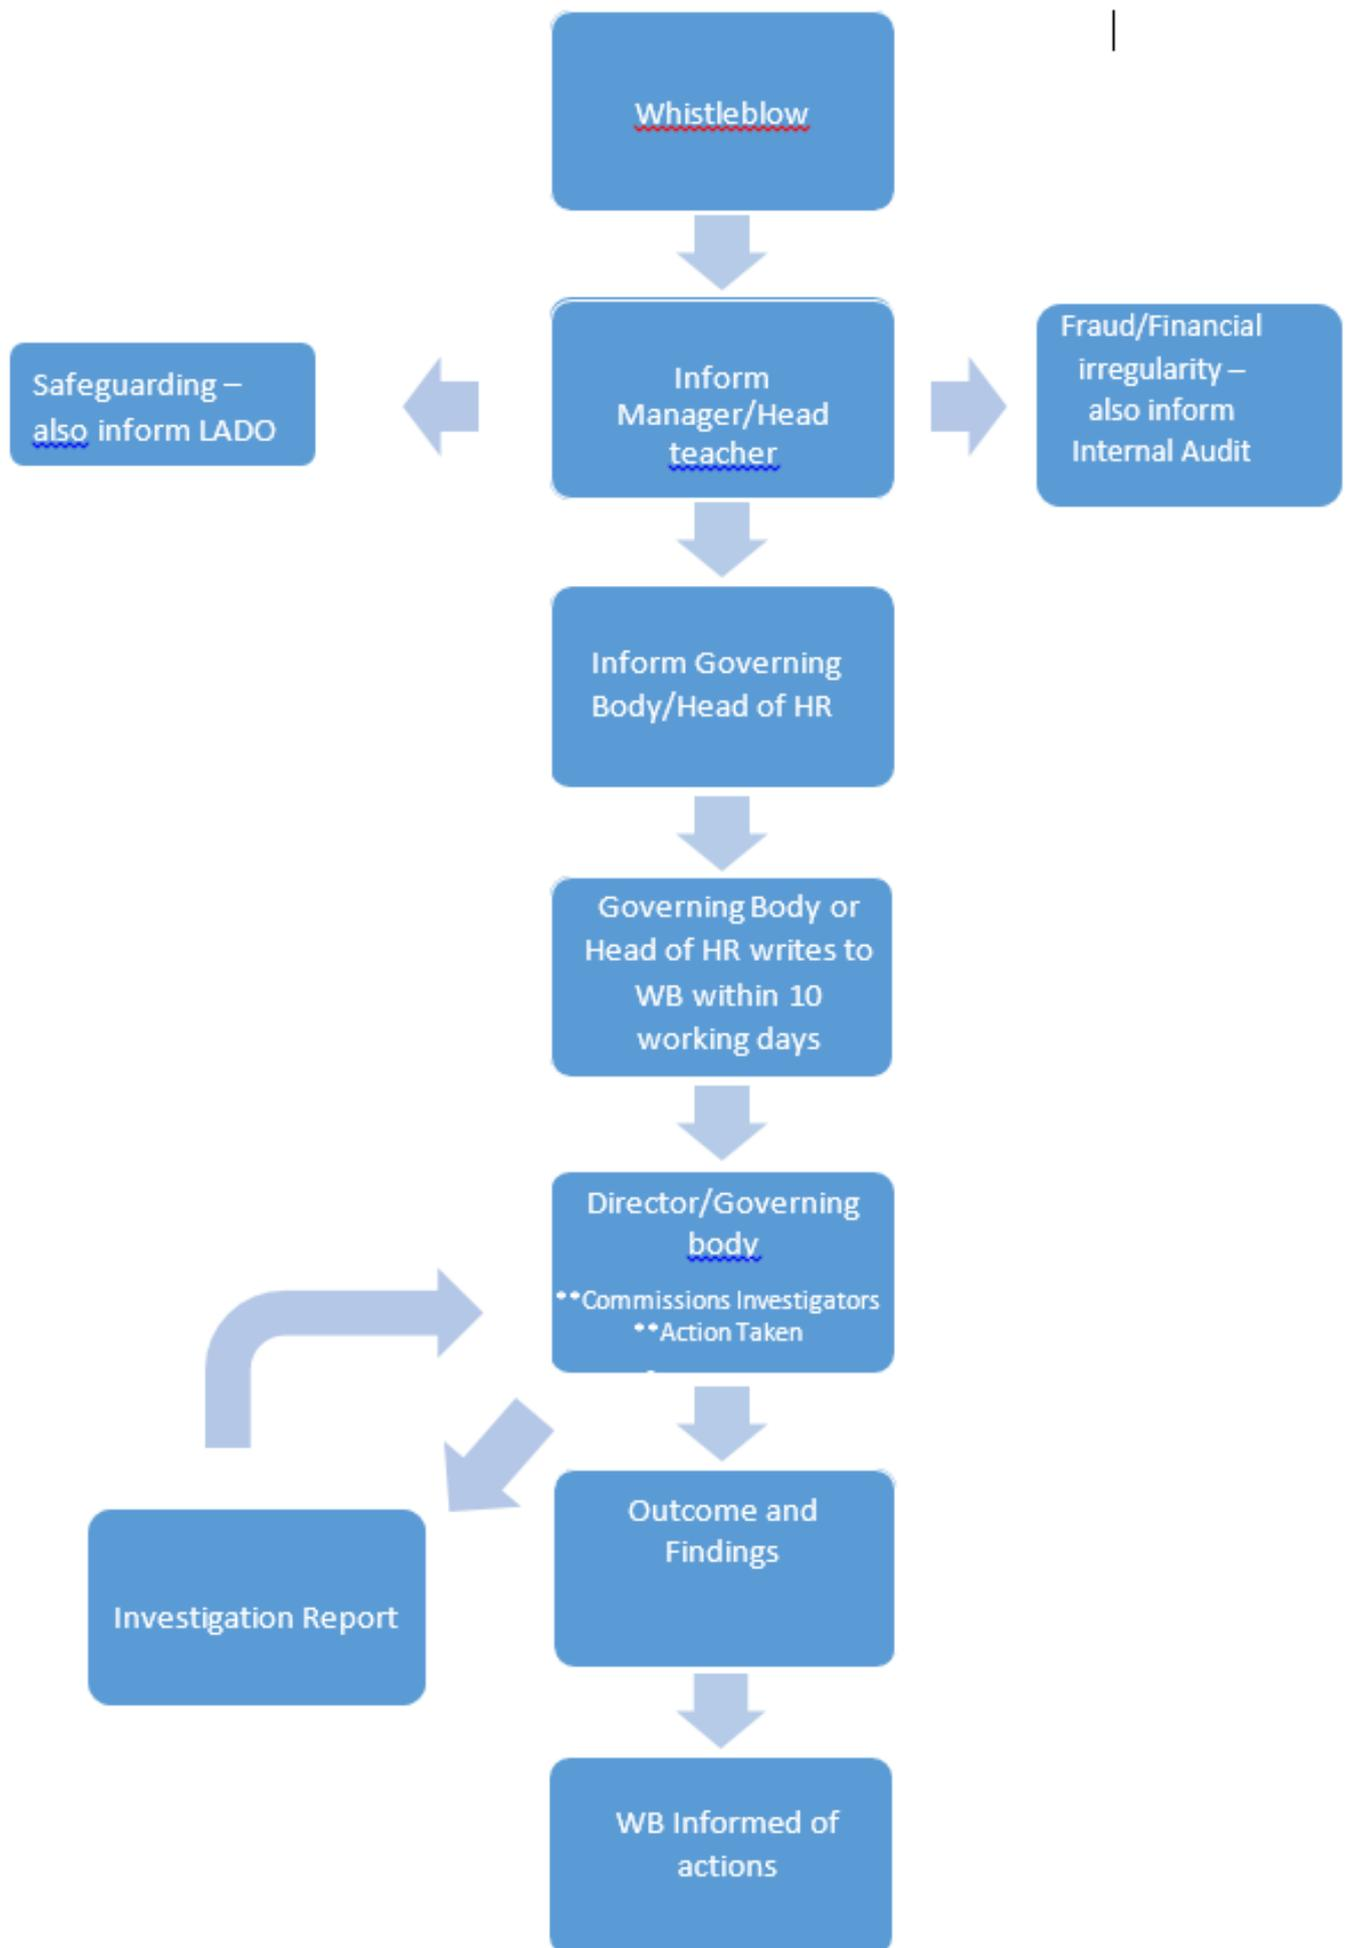 Whistleblow
Inform
Manager/Head
teacher
Safeguarding –
also inform LADO
Fraud/Financial
irregularity –
also inform
Internal Audit
Inform Governing
Body/Head of HR
Governing Body or
Head of HR writes to
WB within 10
working days
Director/Governing
body
**Commissions Investigators
**Action Taken
Investigation Report
Outcome and
Findings
WB Informed of
actions